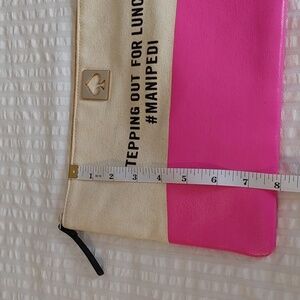 TEPPING OUT FOR LUNC
#MANIPEDI
1 2 3 4 5 6 7 8